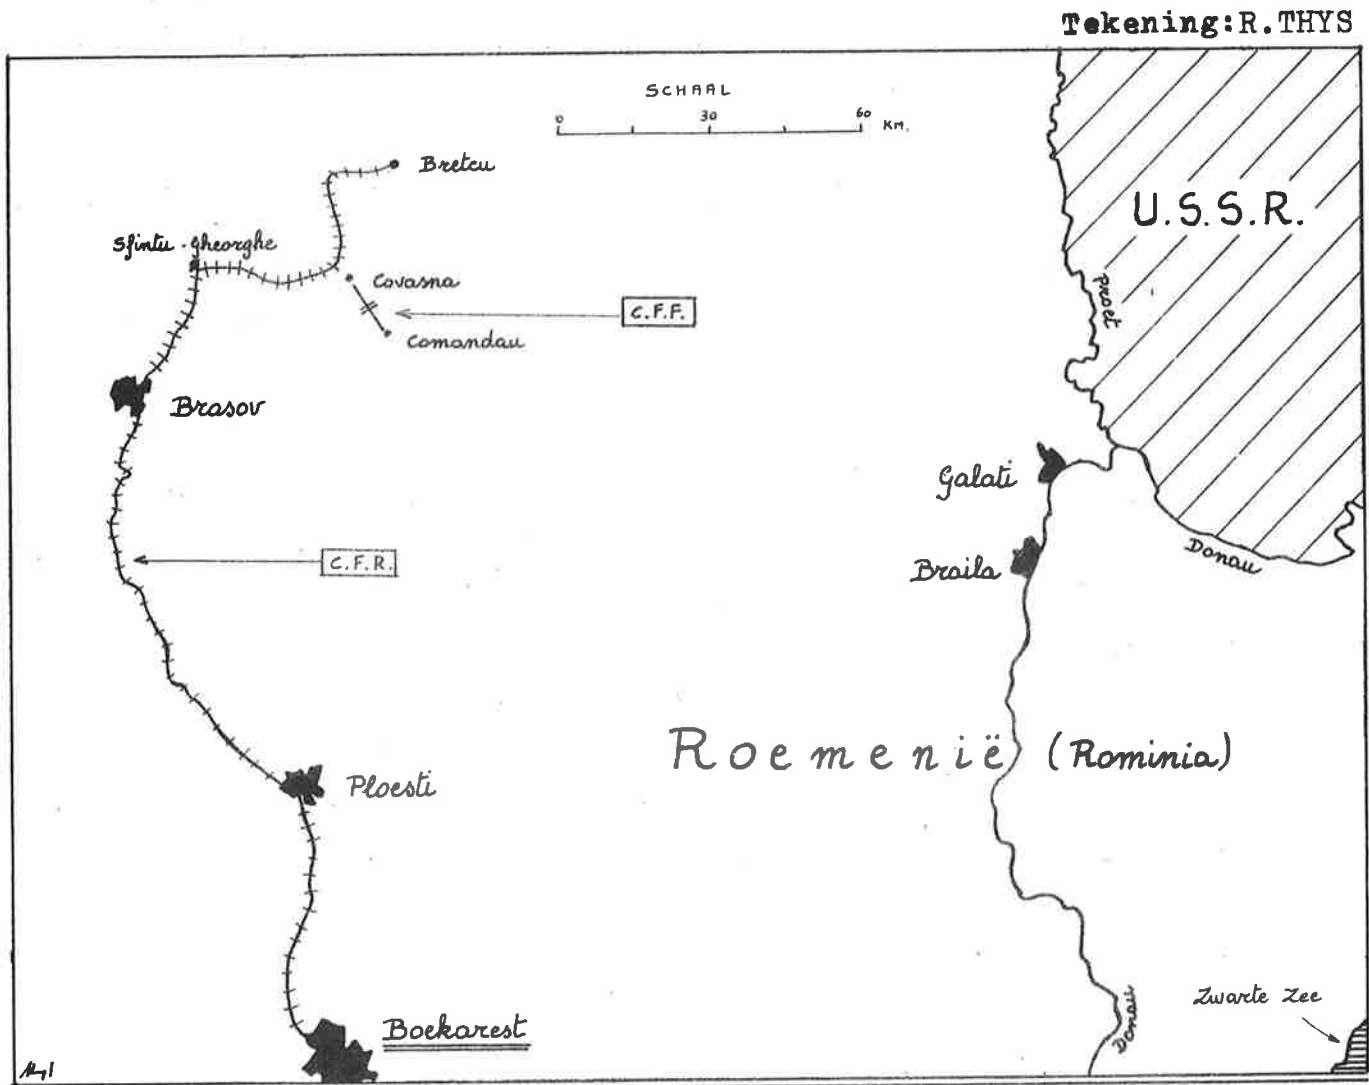 Tekening:R.THYS
SCHAAL
0 30 60 KM.
Bretcu
U.S.S.R.
Sfintu-Gheorghe
Covasna
Proet
C.F.F.
Comandau
Brasov
Galati
Donau
C.F.R.
Braila
Roemenië (Rominia)
Ploesti
Zwarte Zee
Donau
Boekarest